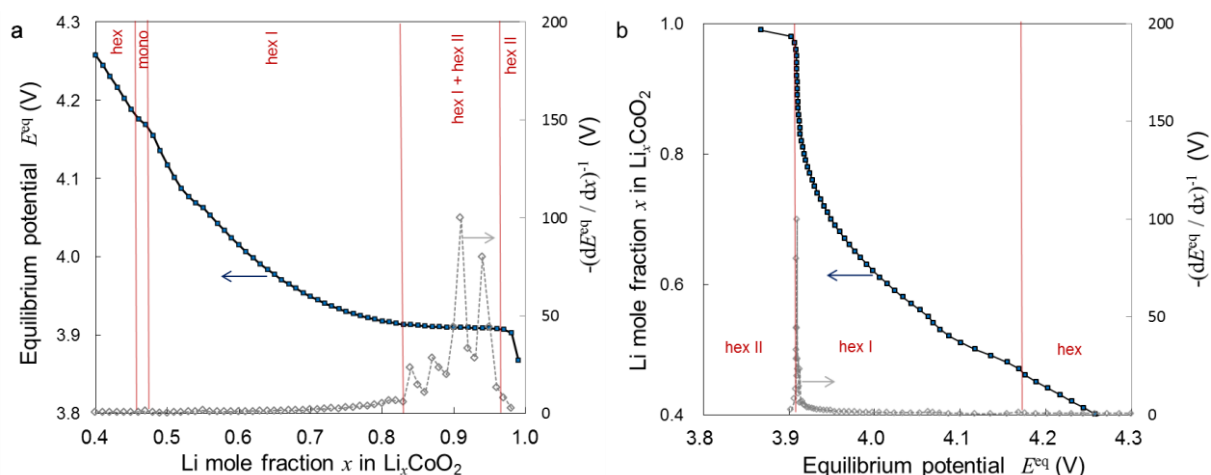 a
4.3
4.2
4.1
4.0
3.9
3.8
Equilibrium potential E^eq (V)
hex
mono
hex I
hex I + hex II
hex II
200
150
100
50
0
-(dE^eq / dx)^-1 (V)
0.4 0.5 0.6 0.7 0.8 0.9 1.0
Li mole fraction x in Li_xCoO_2
b
1.0
0.8
0.6
0.4
Li mole fraction x in Li_xCoO_2
hex II
hex I
hex
200
150
100
50
0
-(dE^eq / dx)^-1 (V)
3.8 3.9 4.0 4.1 4.2 4.3
Equilibrium potential E^eq (V)